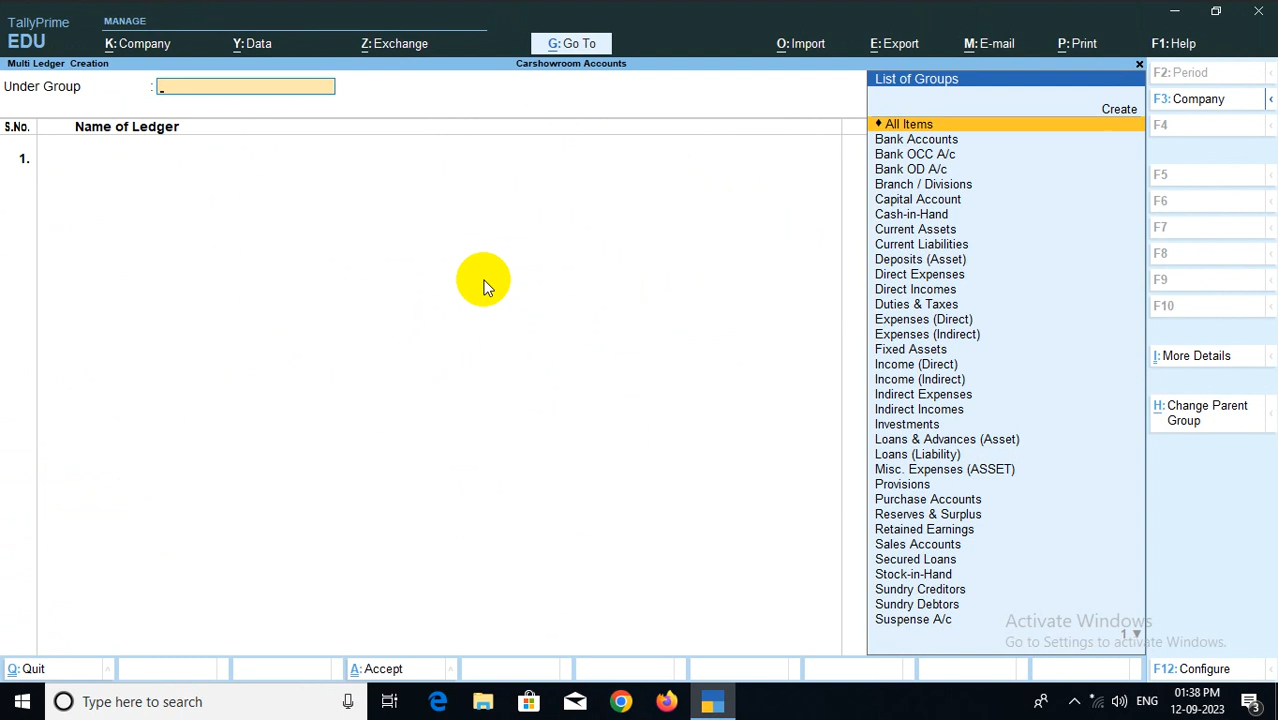 TallyPrime
EDU
MANAGE
K: Company
Y: Data
Z: Exchange
G: Go To
O: Import
E: Export
M: E-mail
P: Print
F1: Help
Multi Ledger Creation
Carshowroom Accounts
Under Group :
S.No.
Name of Ledger
1.
List of Groups
Create
♦ All Items
Bank Accounts
Bank OCC A/c
Bank OD A/c
Branch / Divisions
Capital Account
Cash-in-Hand
Current Assets
Current Liabilities
Deposits (Asset)
Direct Expenses
Direct Incomes
Duties & Taxes
Expenses (Direct)
Expenses (Indirect)
Fixed Assets
Income (Direct)
Income (Indirect)
Indirect Expenses
Indirect Incomes
Investments
Loans & Advances (Asset)
Loans (Liability)
Misc. Expenses (ASSET)
Provisions
Purchase Accounts
Reserves & Surplus
Retained Earnings
Sales Accounts
Secured Loans
Stock-in-Hand
Sundry Creditors
Sundry Debtors
Suspense A/c
1 ▼
F2: Period
F3: Company
F4
F5
F6
F7
F8
F9
F10
I: More Details
H: Change Parent
Group
Activate Windows
Go to Settings to activate Windows.
Q: Quit
A: Accept
F12: Configure
Type here to search
ENG
01:38 PM
12-09-2023
3